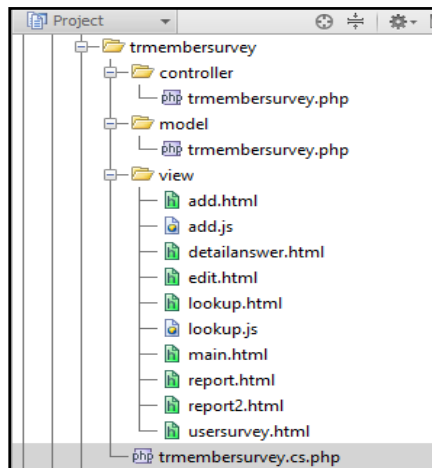 Project
trmembersurvey
controller
php trmembersurvey.php
model
php trmembersurvey.php
view
h add.html
add.js
h detailanswer.html
h edit.html
h lookup.html
lookup.js
h main.html
h report.html
h report2.html
h usersurvey.html
php trmembersurvey.cs.php